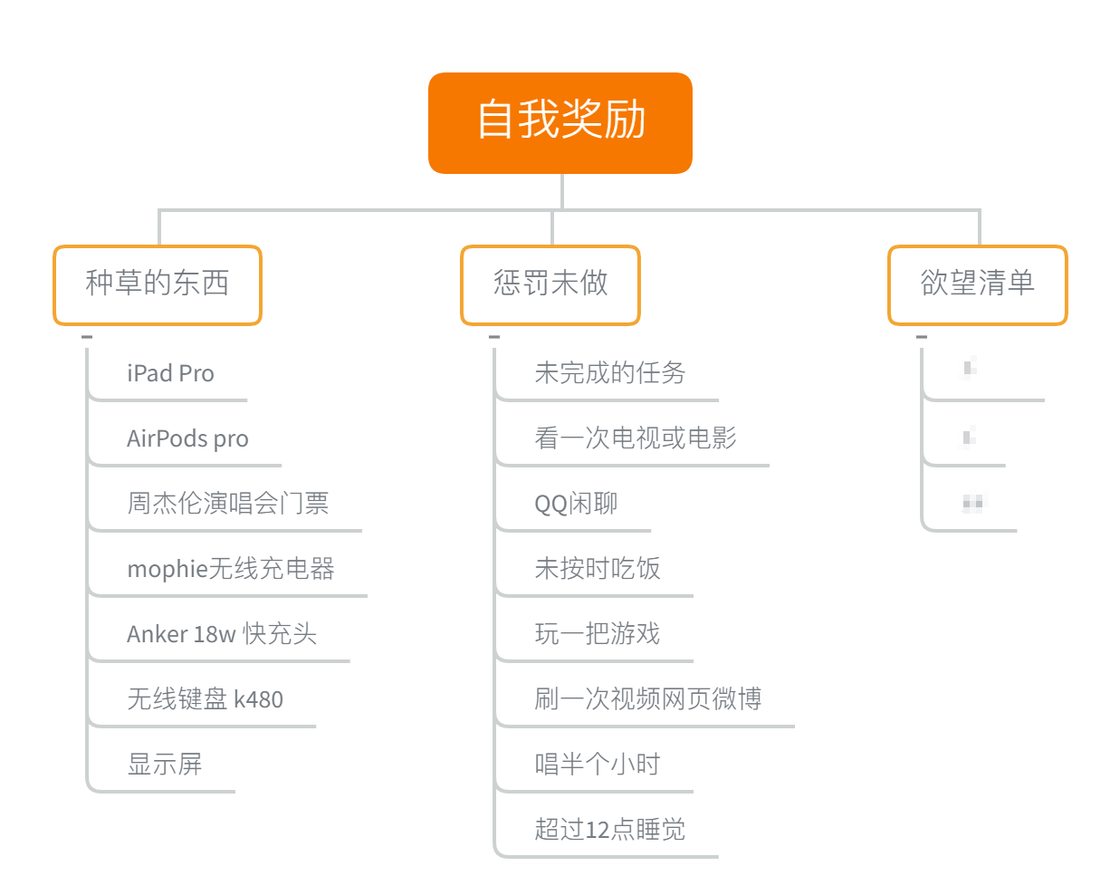 自我奖励
种草的东西
iPad Pro
AirPods pro
周杰伦演唱会门票
mophie无线充电器
Anker 18w 快充头
无线键盘 k480
显示屏
惩罚未做
未完成的任务
看一次电视或电影
QQ闲聊
未按时吃饭
玩一把游戏
刷一次视频网页微博
唱半个小时
超过12点睡觉
欲望清单